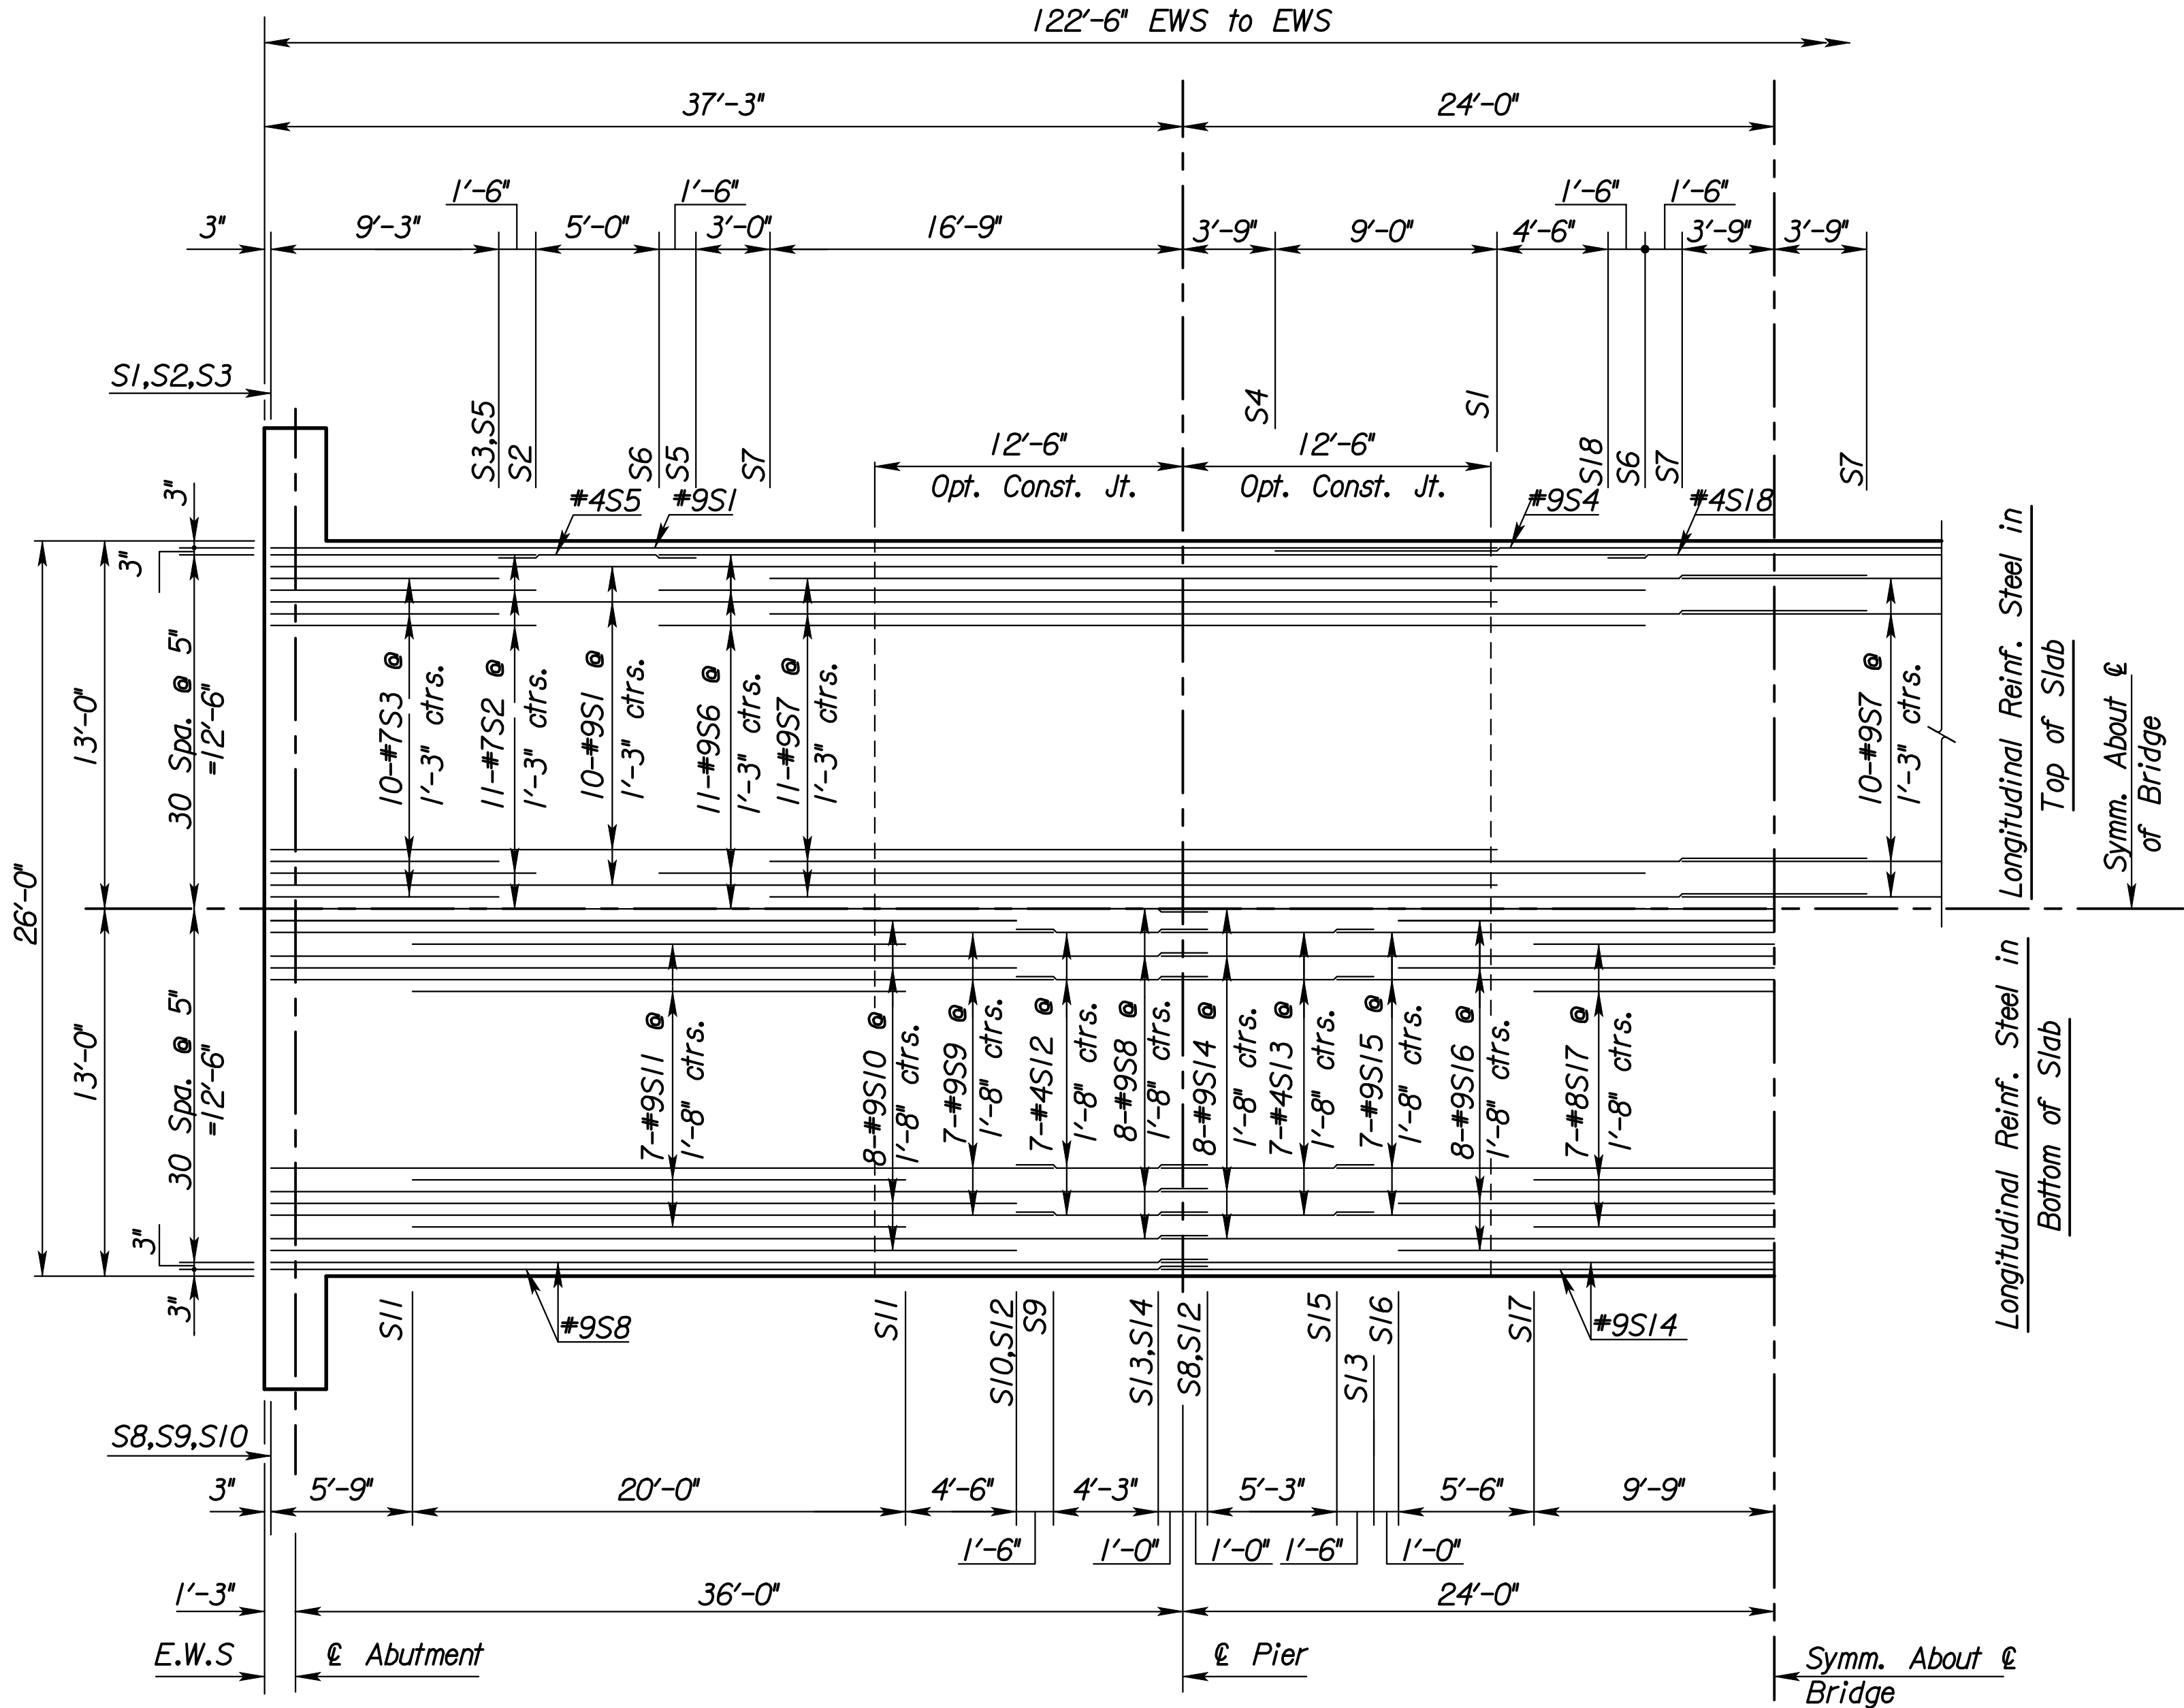 122'-6" EWS to EWS
37'-3"
24'-0"
1'-6"
1'-6"
1'-6"
1'-6"
3"
9'-3"
5'-0"
3'-0"
16'-9"
3'-9"
9'-0"
4'-6"
3'-9"
3'-9"
S1,S2,S3
S3,S5
S2
S6
S5
S7
S4
S1
S18
S6
S7
S7
12'-6"
12'-6"
Opt. Const. Jt.
Opt. Const. Jt.
#4S5
#9S1
#9S4
#4S18
3"
3"
26'-0"
13'-0"
30 Spa. @ 5"
=12'-6"
10-#7S3 @
1'-3" ctrs.
11-#7S2 @
1'-3" ctrs.
10-#9S1 @
1'-3" ctrs.
11-#9S6 @
1'-3" ctrs.
11-#9S7 @
1'-3" ctrs.
10-#9S7 @
1'-3" ctrs.
Longitudinal Reinf. Steel in
Top of Slab
Symm. About ℄
of Bridge
13'-0"
30 Spa. @ 5"
=12'-6"
3"
3"
7-#9S11 @
1'-8" ctrs.
8-#9S10 @
1'-8" ctrs.
7-#9S9 @
1'-8" ctrs.
7-#4S12 @
1'-8" ctrs.
8-#9S8 @
1'-8" ctrs.
8-#9S14 @
1'-8" ctrs.
7-#4S13 @
1'-8" ctrs.
7-#9S15 @
1'-8" ctrs.
8-#9S16 @
1'-8" ctrs.
7-#8S17 @
1'-8" ctrs.
Longitudinal Reinf. Steel in
Bottom of Slab
#9S8
#9S14
S11
S11
S10,S12
S9
S13,S14
S8,S12
S15
S13
S16
S17
S8,S9,S10
3"
5'-9"
20'-0"
4'-6"
4'-3"
5'-3"
5'-6"
9'-9"
1'-6"
1'-0"
1'-0"
1'-6"
1'-0"
1'-3"
36'-0"
24'-0"
E.W.S
℄ Abutment
℄ Pier
Symm. About ℄
Bridge